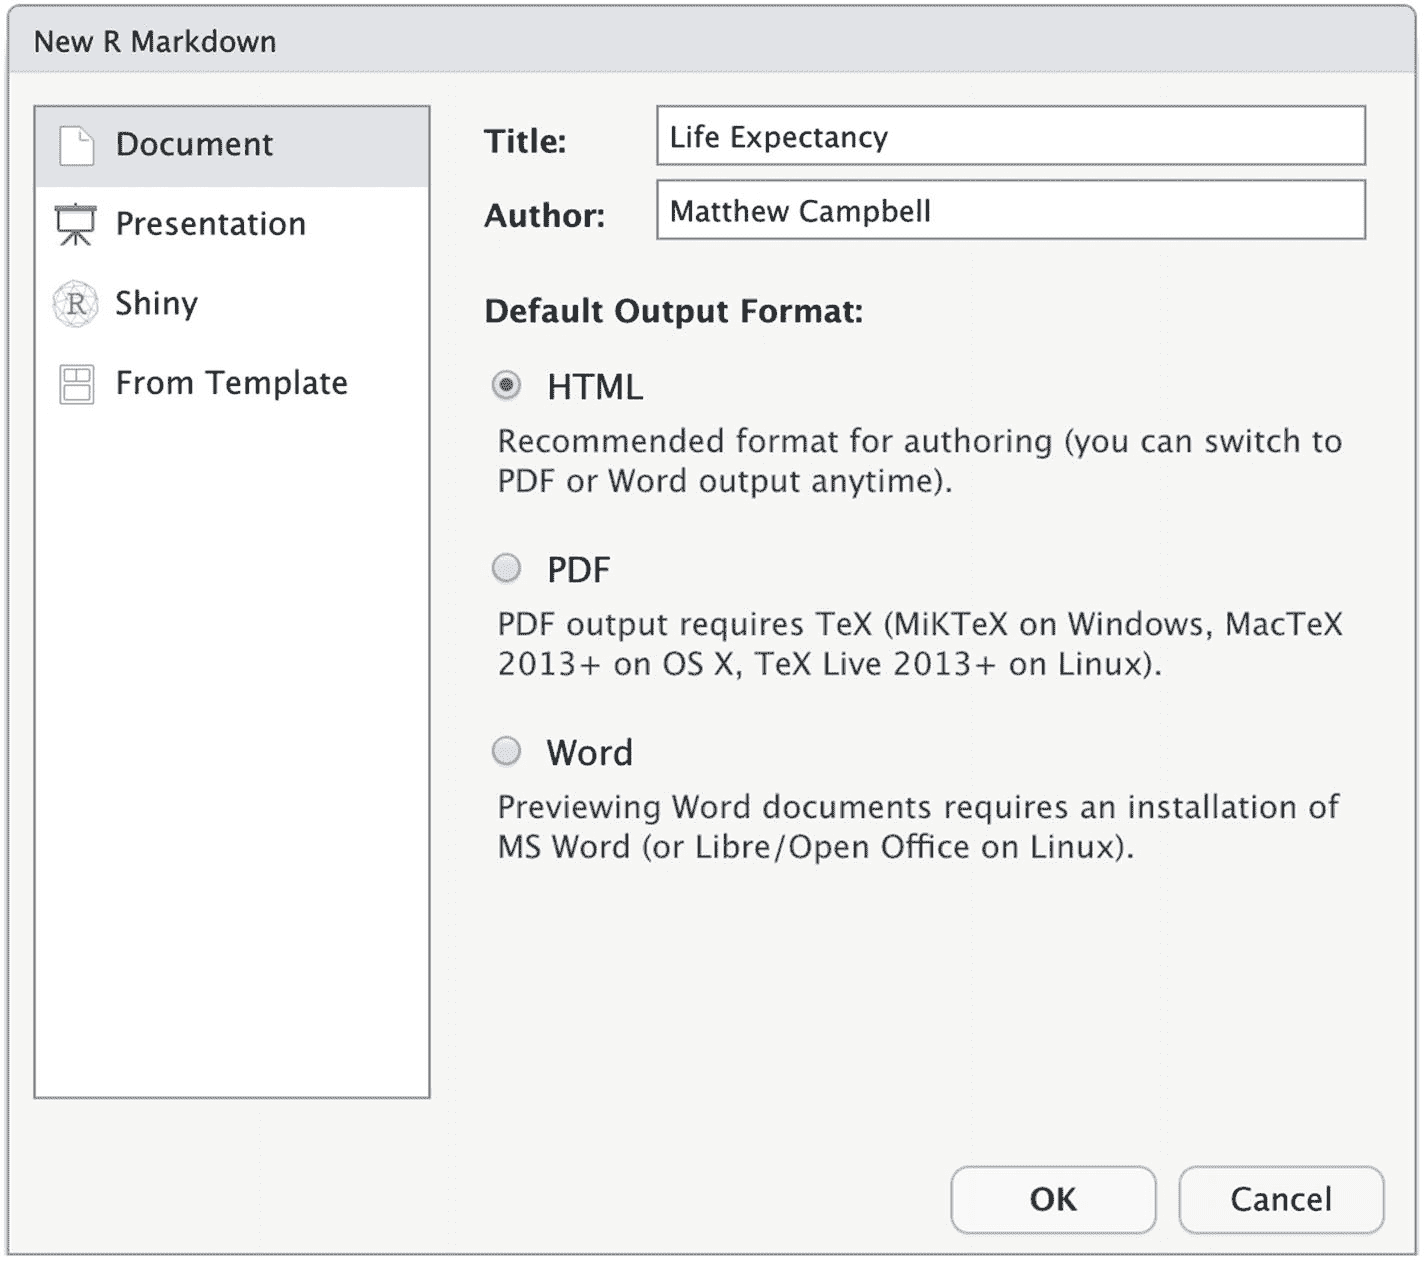 New R Markdown
Document
Presentation
R
Shiny
From Template
Title:
Life Expectancy
Author:
Matthew Campbell
Default Output Format:
HTML
Recommended format for authoring (you can switch to
PDF or Word output anytime).
PDF
PDF output requires TeX (MiKTeX on Windows, MacTeX
2013+ on OS X, TeX Live 2013+ on Linux).
Word
Previewing Word documents requires an installation of
MS Word (or Libre/Open Office on Linux).
OK
Cancel